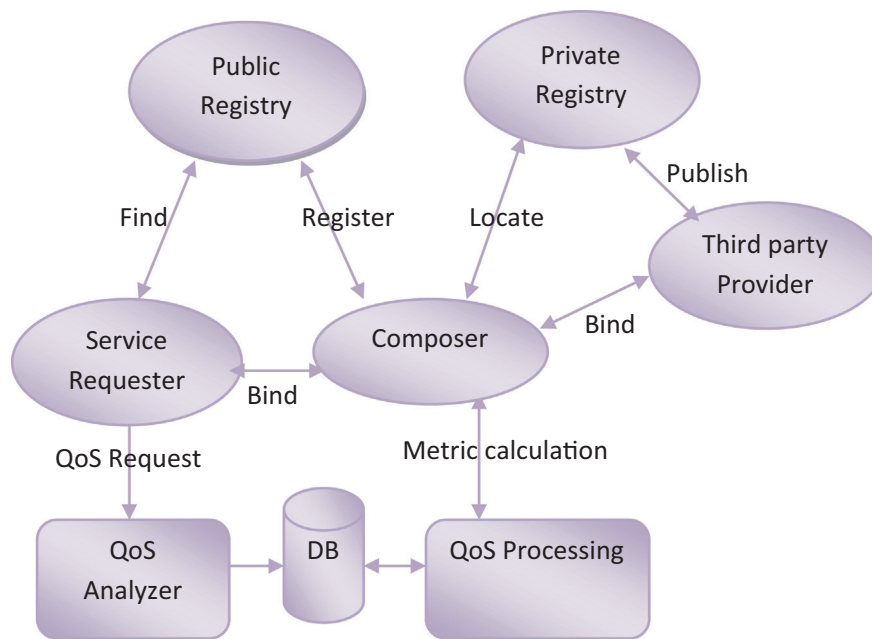 Public
Registry
Private
Registry
Publish
Find
Register
Locate
Third party
Provider
Bind
Service
Requester
Composer
Bind
QoS Request
Metric calculation
QoS
Analyzer
DB
QoS Processing